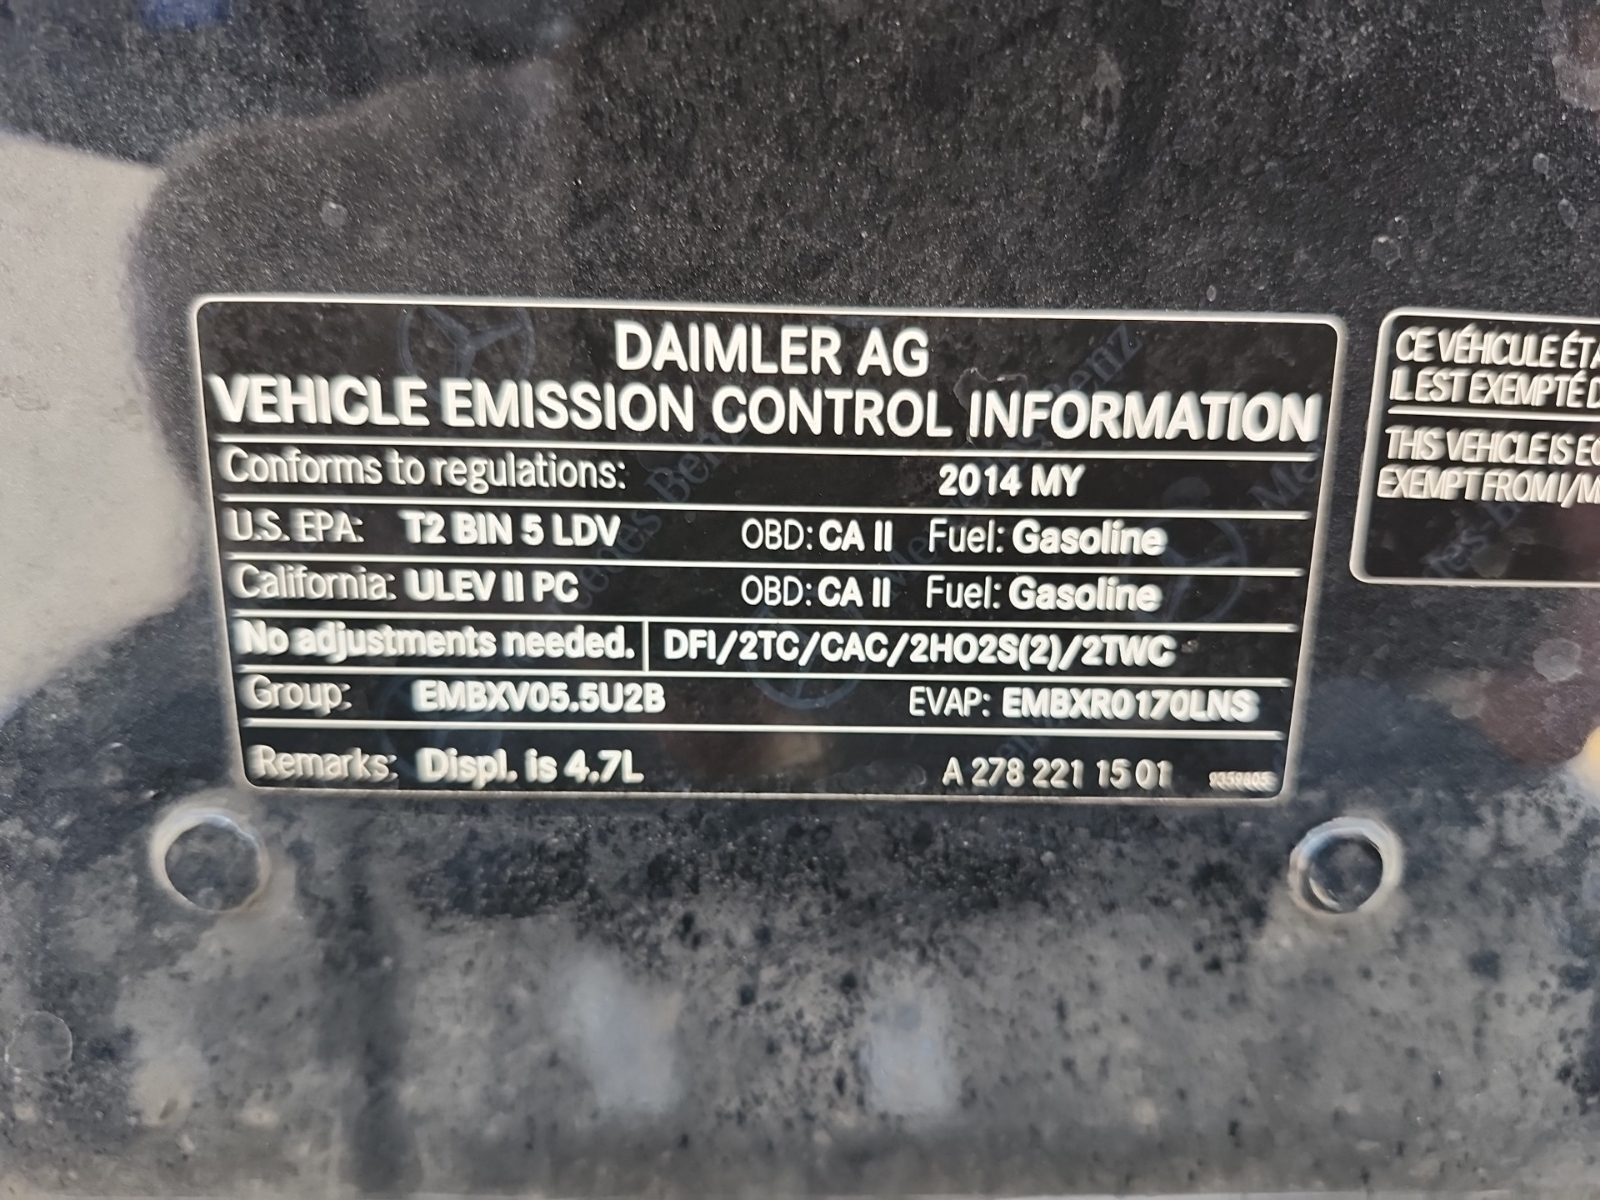 DAIMLER AG
VEHICLE EMISSION CONTROL INFORMATION
Conforms to regulations: 2014 MY
U.S. EPA: T2 BIN 5 LDV OBD: CA II Fuel: Gasoline
California: ULEV II PC OBD: CA II Fuel: Gasoline
No adjustments needed. DFI/2TC/CAC/2HO2S(2)/2TWC
Group: EMBXV05.5U2B EVAP: EMBXR0170LNS
Remarks: Displ. is 4.7L A 278 221 15 01
CE VÉHICULE
IL EST EXEMPTÉ
THIS VEHICLE IS
EXEMPT FROM I/M